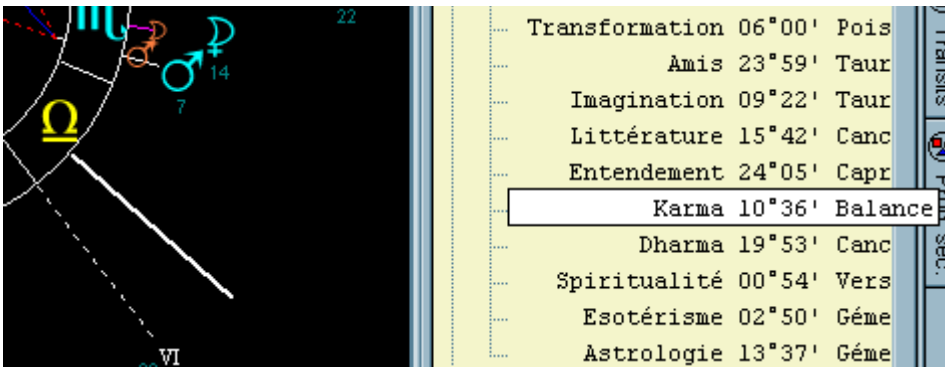 22
14
7
VI
Transformation 06°00' Pois
Amis 23°59' Taur
Imagination 09°22' Taur
Littérature 15°42' Canc
Entendement 24°05' Capr
Karma 10°36' Balance
Dharma 19°53' Canc
Spiritualité 00°54' Vers
Esotérisme 02°50' Géme
Astrologie 13°37' Géme
Transits
sec.